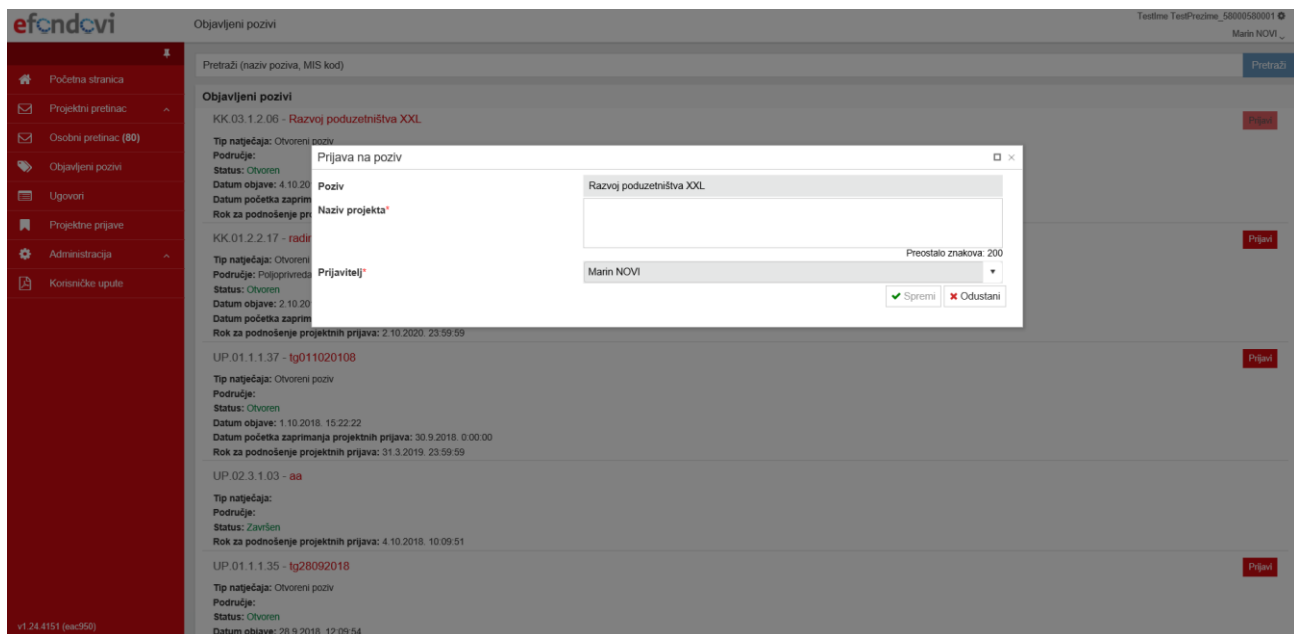 efondovi
Objavljeni pozivi
TestIme TestPrezime_58000580001
Marin NOVI
Početna stranica
Projektni pretinac
Osobni pretinac (80)
Objavljeni pozivi
Ugovori
Projektne prijave
Administracija
Korisničke upute
v1.24.4151 (eac950)
Pretraži (naziv poziva, MIS kod)
Pretraži
Objavljeni pozivi
KK.03.1.2.06 - Razvoj poduzetništva XXL
Prijavi
Tip natječaja: Otvoreni poziv
Područje:
Status: Otvoren
Datum objave: 4.10.20
Datum početka zaprim
Rok za podnošenje pr
Prijava na poziv
Poziv
Razvoj poduzetništva XXL
Naziv projekta*
Preostalo znakova: 200
Prijavitelj*
Marin NOVI
Spremi
Odustani
KK.01.2.2.17 - radi
Prijavi
Tip natječaja: Otvoreni
Područje: Poljoprivreda
Status: Otvoren
Datum objave: 2.10.20
Datum početka zaprim
Rok za podnošenje projektnih prijava: 2.10.2020. 23:59:59
UP.01.1.1.37 - tg011020108
Prijavi
Tip natječaja: Otvoreni poziv
Područje:
Status: Otvoren
Datum objave: 1.10.2018. 15:22:22
Datum početka zaprimanja projektnih prijava: 30.9.2018. 0:00:00
Rok za podnošenje projektnih prijava: 31.3.2019. 23:59:59
UP.02.3.1.03 - aa
Tip natječaja:
Područje:
Status: Završen
Rok za podnošenje projektnih prijava: 4.10.2018. 10:09:51
UP.01.1.1.35 - tg28092018
Prijavi
Tip natječaja: Otvoreni poziv
Područje:
Status: Otvoren
Datum objave: 28.9.2018. 12:09:54